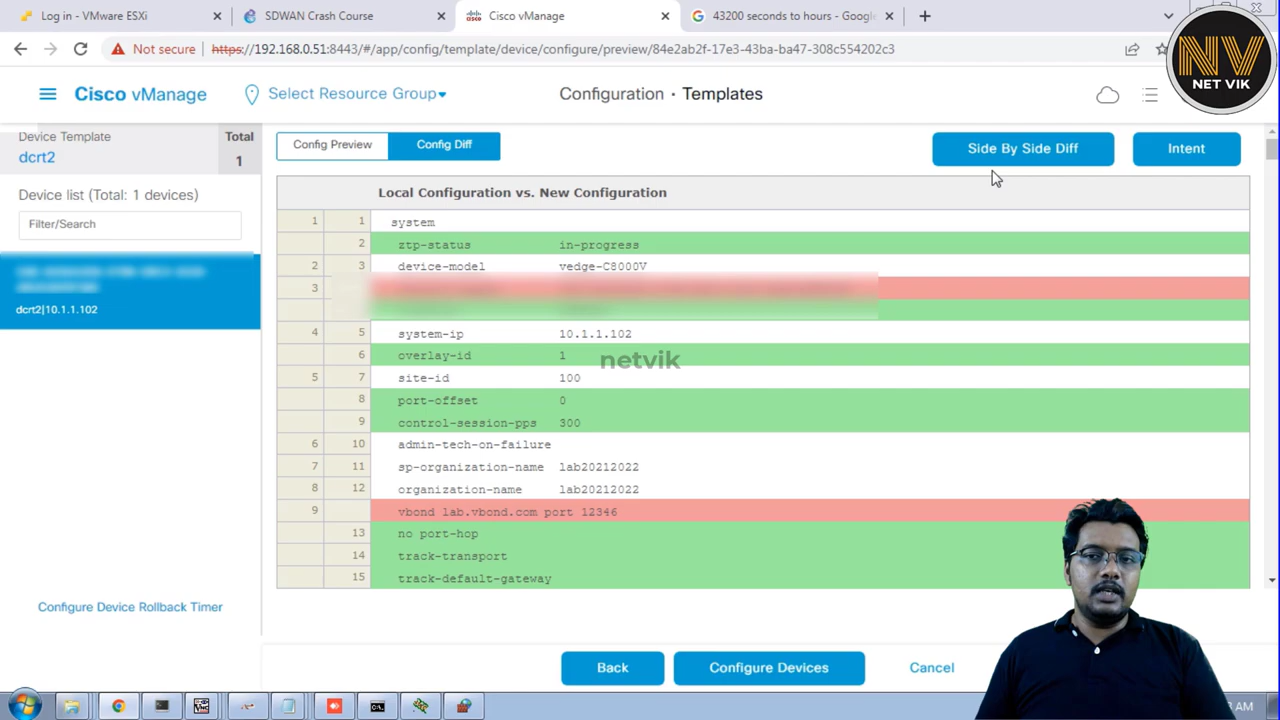 Log in - VMware ESXi
SDWAN Crash Course
Cisco vManage
43200 seconds to hours - Google
Not secure
https://192.168.0.51:8443/#/app/config/template/device/configure/preview/84e2ab2f-17e3-43ba-ba47-308c554202c3
NV
NET VIK
Cisco vManage
Select Resource Group
Configuration · Templates
Device Template
Total
dcrt2
1
Config Preview
Config Diff
Side By Side Diff
Intent
Device list (Total: 1 devices)
Filter/Search
dcrt2|10.1.1.102
Local Configuration vs. New Configuration
1 1 system
2 ztp-status in-progress
2 3 device-model vedge-C8000V
3
4 5 system-ip 10.1.1.102
6 overlay-id 1
5 7 site-id 100
8 port-offset 0
9 control-session-pps 300
6 10 admin-tech-on-failure
7 11 sp-organization-name lab20212022
8 12 organization-name lab20212022
9 vbond lab.vbond.com port 12346
13 no port-hop
14 track-transport
15 track-default-gateway
netvik
Configure Device Rollback Timer
Back
Configure Devices
Cancel
AM